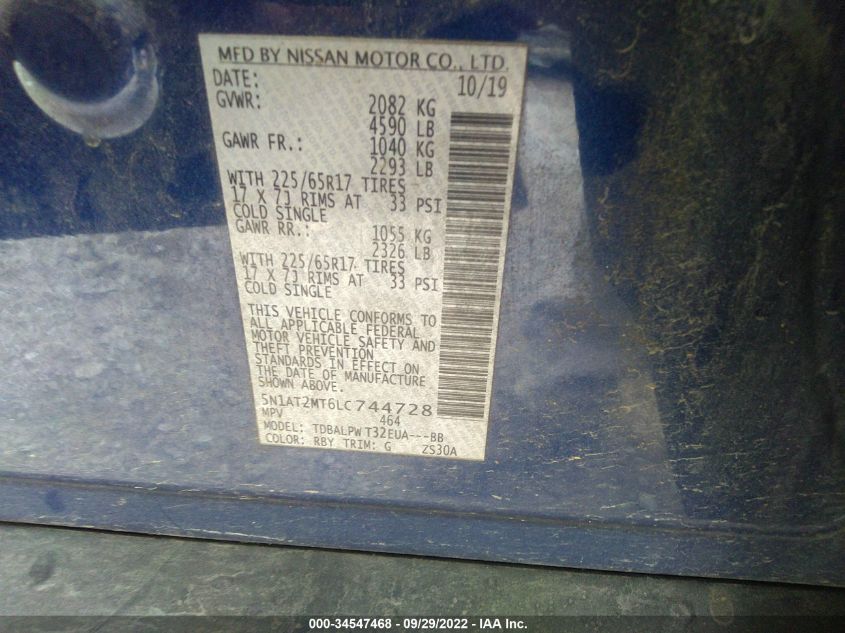 MFD BY NISSAN MOTOR CO., LTD.
DATE: 10/19
GVWR: 2082 KG
4590 LB
GAWR FR.: 1040 KG
2293 LB
WITH 225/65R17 TIRES
17 X 7J RIMS AT 33 PSI
COLD SINGLE
GAWR RR.: 1055 KG
2326 LB
WITH 225/65R17 TIRES
17 X 7J RIMS AT 33 PSI
COLD SINGLE
THIS VEHICLE CONFORMS TO
ALL APPLICABLE FEDERAL
MOTOR VEHICLE SAFETY AND
THEFT PREVENTION
STANDARDS IN EFFECT ON
THE DATE OF MANUFACTURE
SHOWN ABOVE.
5N1AT2MT6LC744728
MPV 464
MODEL: TDBALPW T32EUA---BB
COLOR: RBY TRIM: G ZS30A
000-34547468 - 09/29/2022 - IAA Inc.